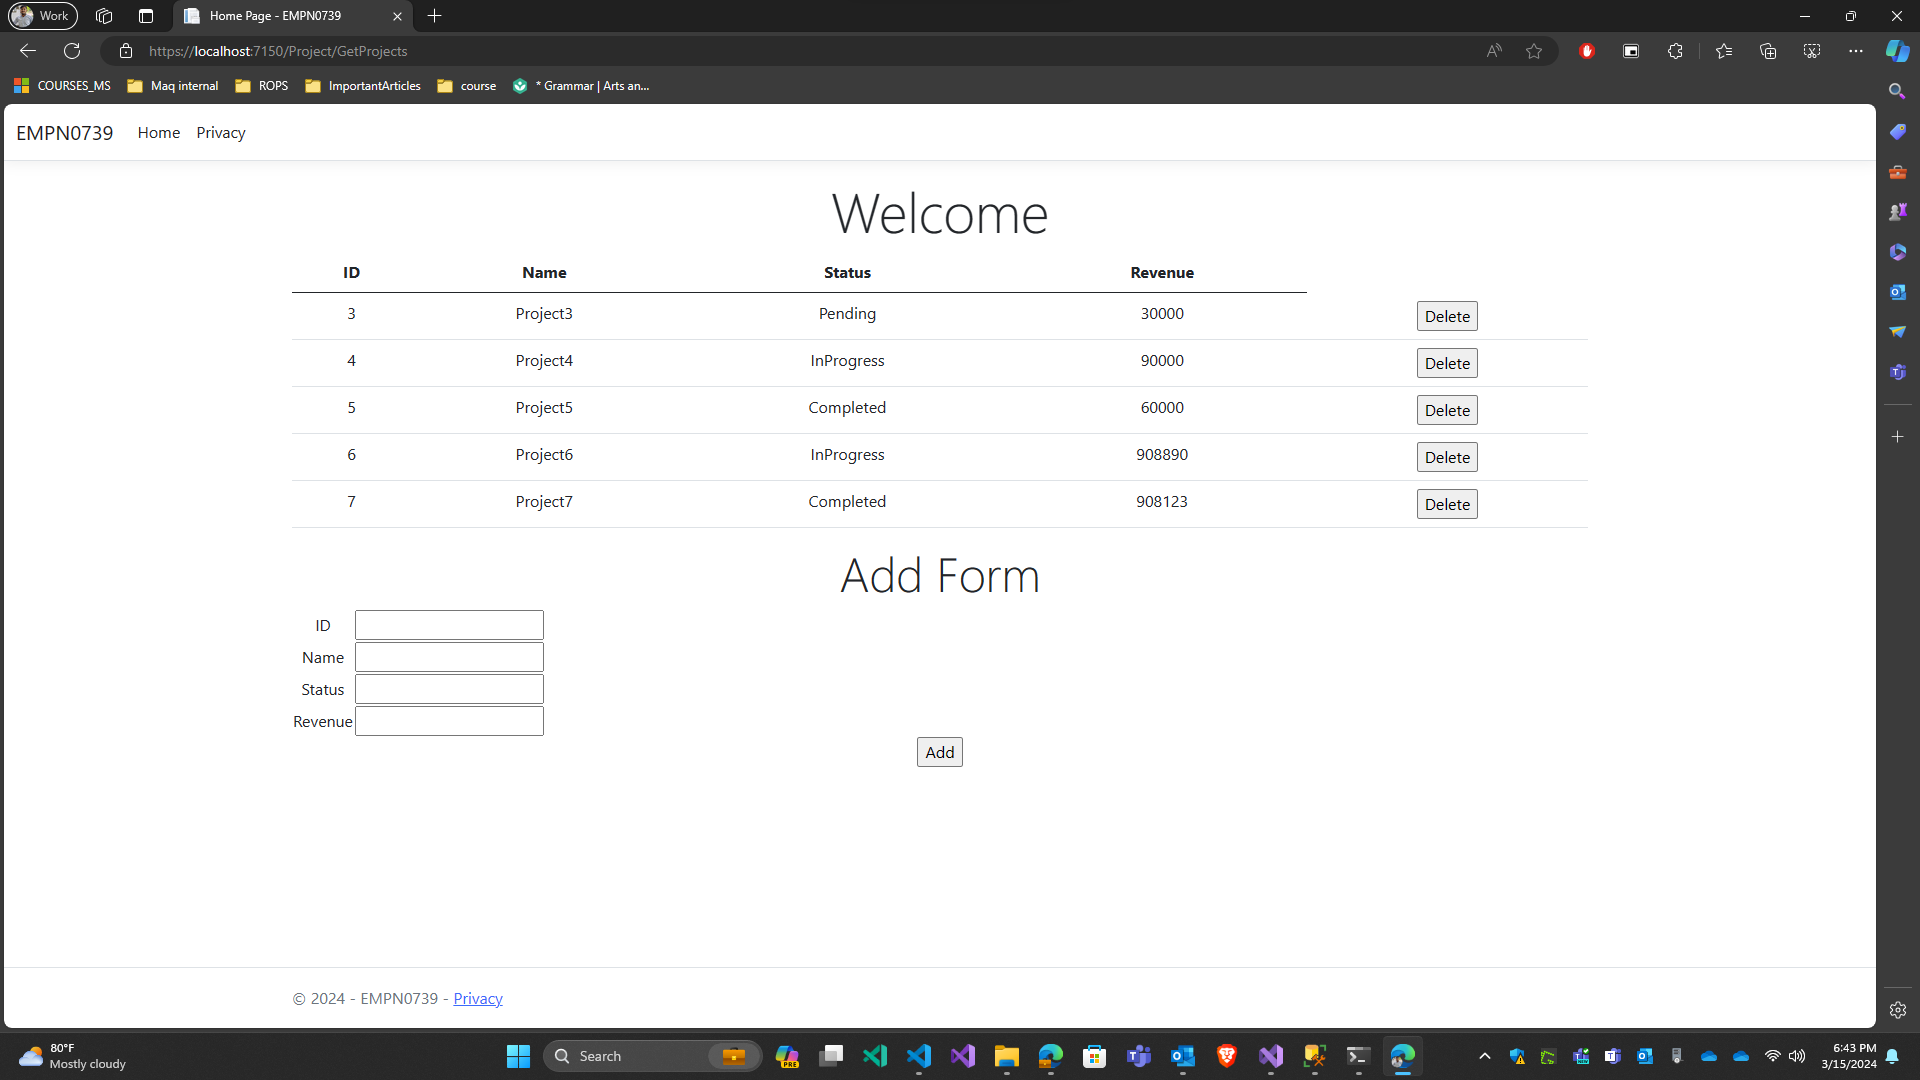 Work
Home Page - EMPN0739
https://localhost:7150/Project/GetProjects
COURSES_MS Maq internal ROPS ImportantArticles course * Grammar | Arts an...
EMPN0739 Home Privacy
Welcome
ID Name Status Revenue
3 Project3 Pending 30000 Delete
4 Project4 InProgress 90000 Delete
5 Project5 Completed 60000 Delete
6 Project6 InProgress 908890 Delete
7 Project7 Completed 908123 Delete
Add Form
ID
Name
Status
Revenue
Add
© 2024 - EMPN0739 - Privacy
80°F
Mostly cloudy
Search
PRE
6:43 PM
3/15/2024